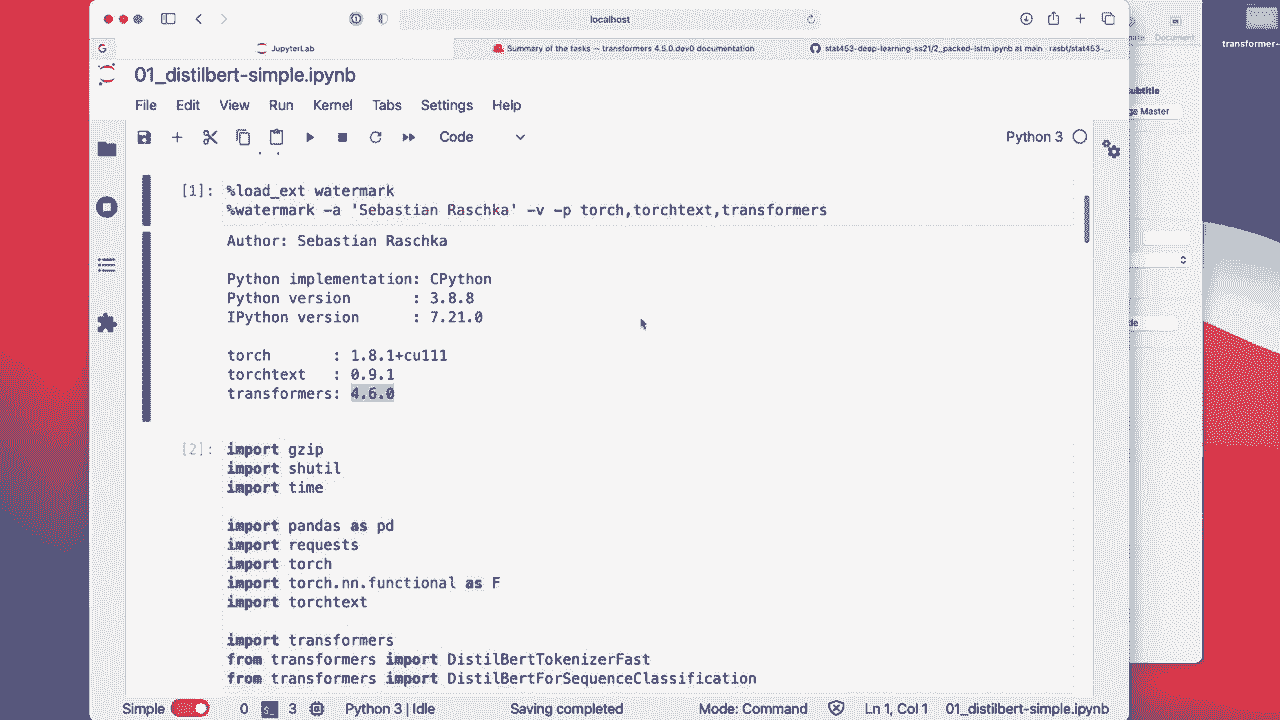 localhost
JupyterLab
Summary of the tasks — transformers 4.5.0.dev0 documentation
stat453-deep-learning-ss21/2_packed-lstm.ipynb at main · rasbt/stat453-...
Document
transformer-
01_distilbert-simple.ipynb
File Edit View Run Kernel Tabs Settings Help
Code
Python 3
[1]: %load_ext watermark
%watermark -a 'Sebastian Raschka' -v -p torch,torchtext,transformers
Author: Sebastian Raschka
Python implementation: CPython
Python version : 3.8.8
IPython version : 7.21.0
torch : 1.8.1+cu111
torchtext : 0.9.1
transformers: 4.6.0
[2]: import gzip
import shutil
import time
import pandas as pd
import requests
import torch
import torch.nn.functional as F
import torchtext
import transformers
from transformers import DistilBertTokenizerFast
from transformers import DistilBertForSequenceClassification
Simple 0 3 Python 3 | Idle Saving completed Mode: Command Ln 1, Col 1 01_distilbert-simple.ipynb